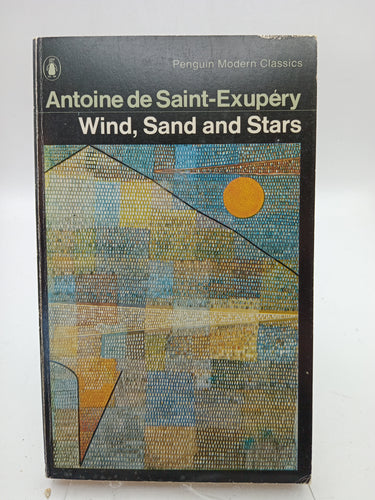 Penguin Modern Classics
Antoine de Saint-Exupéry
Wind, Sand and Stars